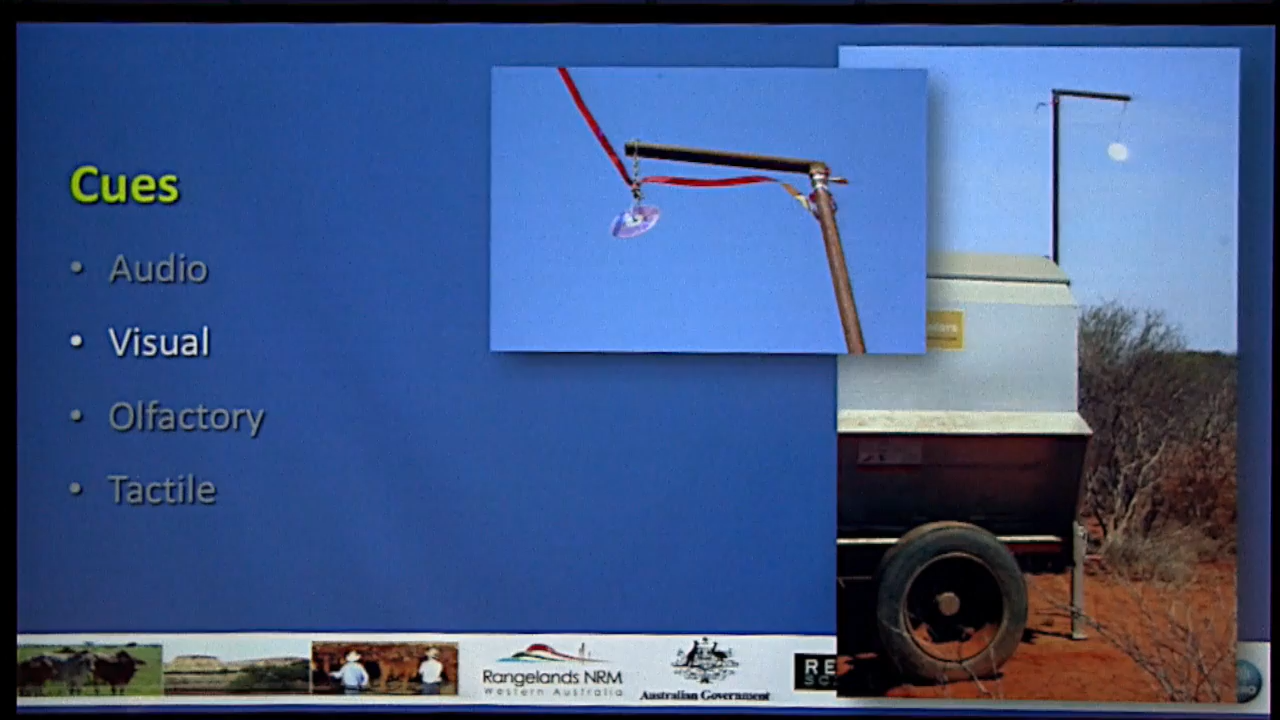 Cues
• Audio
• Visual
• Olfactory
• Tactile
Rangelands NRM
Western Australia
Australian Government